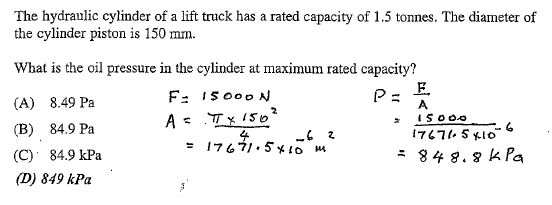 The hydraulic cylinder of a lift truck has a rated capacity of 1.5 tonnes. The diameter of
the cylinder piston is 150 mm.
What is the oil pressure in the cylinder at maximum rated capacity?
(A) 8.49 Pa
(B) 84.9 Pa
(C) 84.9 kPa
(D) 849 kPa
F = 15000 N
A = π × 150²
4
= 17671.5 × 10⁻⁶ m²
P = F
A
= 15000
17671.5 × 10⁻⁶
= 848.8 kPa